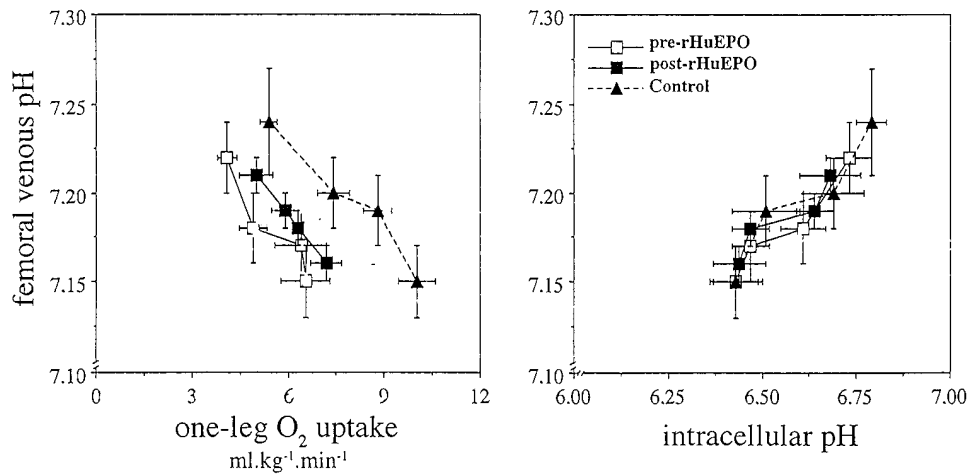 7.30
7.25
7.20
7.15
7.10
femoral venous pH
0 3 6 9 12
one-leg O₂ uptake
ml.kg⁻¹.min⁻¹
7.30
7.25
7.20
7.15
7.10
pre-rHuEPO
post-rHuEPO
Control
6.00 6.25 6.50 6.75 7.00
intracellular pH